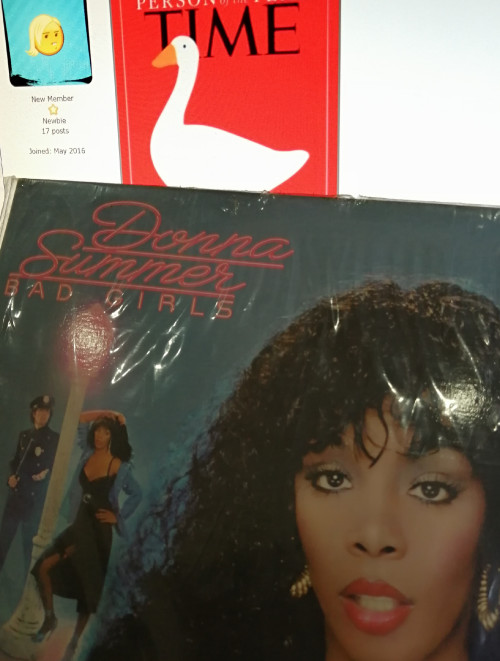 PERSON of the
TIME
New Member
Newbie
17 posts
Joined: May 2016
Donna
Summer
BAD GIRLS